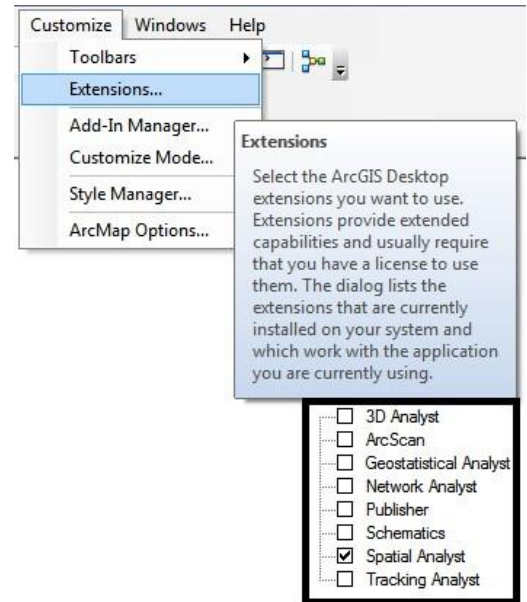 Customize Windows Help
Toolbars
Extensions...
Add-In Manager...
Customize Mode...
Style Manager...
ArcMap Options...
Extensions
Select the ArcGIS Desktop
extensions you want to use.
Extensions provide extended
capabilities and usually require
that you have a license to use
them. The dialog lists the
extensions that are currently
installed on your system and
which work with the application
you are currently using.
3D Analyst
ArcScan
Geostatistical Analyst
Network Analyst
Publisher
Schematics
Spatial Analyst
Tracking Analyst